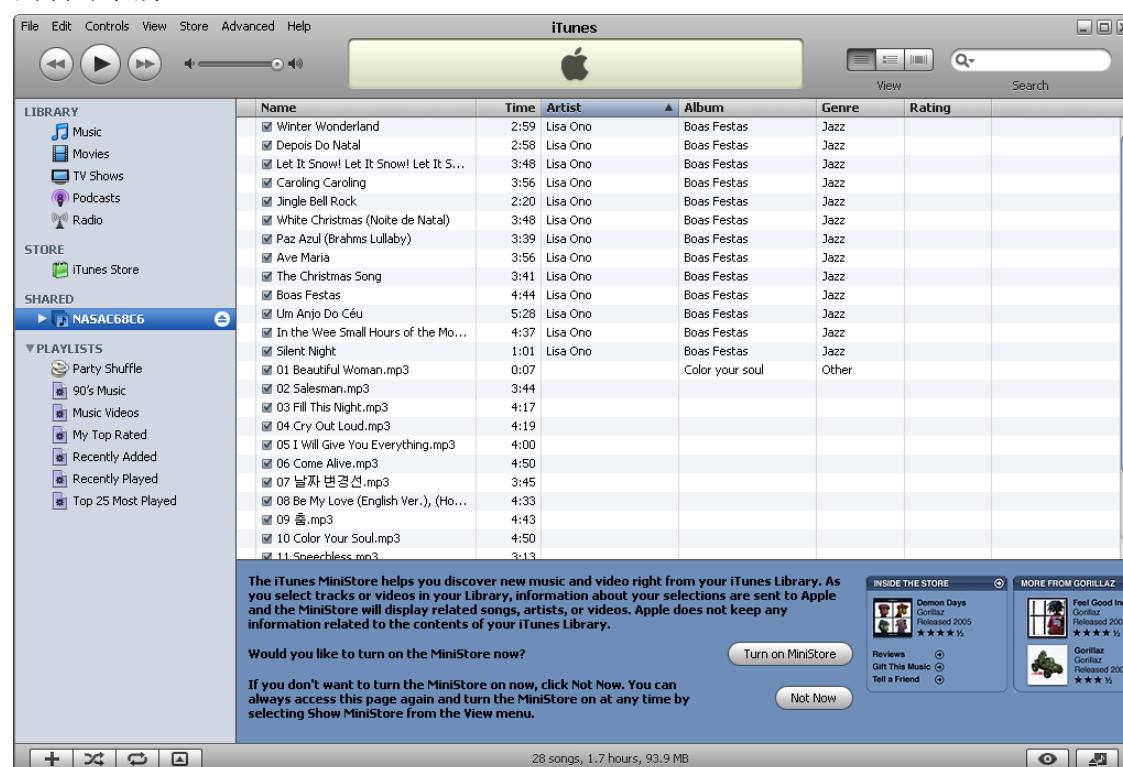 File Edit Controls View Store Advanced Help
iTunes
View
Search
LIBRARY
Music
Movies
TV Shows
Podcasts
Radio
STORE
iTunes Store
SHARED
NASAC68C6
PLAYLISTS
Party Shuffle
90's Music
Music Videos
My Top Rated
Recently Added
Recently Played
Top 25 Most Played
Name Time Artist Album Genre Rating
Winter Wonderland 2:59 Lisa Ono Boas Festas Jazz
Depois Do Natal 2:58 Lisa Ono Boas Festas Jazz
Let It Snow! Let It Snow! Let It S... 3:48 Lisa Ono Boas Festas Jazz
Caroling Caroling 3:56 Lisa Ono Boas Festas Jazz
Jingle Bell Rock 2:20 Lisa Ono Boas Festas Jazz
White Christmas (Noite de Natal) 3:48 Lisa Ono Boas Festas Jazz
Paz Azul (Brahms Lullaby) 3:39 Lisa Ono Boas Festas Jazz
Ave Maria 3:56 Lisa Ono Boas Festas Jazz
The Christmas Song 3:41 Lisa Ono Boas Festas Jazz
Boas Festas 4:44 Lisa Ono Boas Festas Jazz
Um Anjo Do Céu 5:28 Lisa Ono Boas Festas Jazz
In the Wee Small Hours of the Mo... 4:37 Lisa Ono Boas Festas Jazz
Silent Night 1:01 Lisa Ono Boas Festas Jazz
01 Beautiful Woman.mp3 0:07 Color your soul Other
02 Salesman.mp3 3:44
03 Fill This Night.mp3 4:17
04 Cry Out Loud.mp3 4:19
05 I Will Give You Everything.mp3 4:00
06 Come Alive.mp3 4:50
07 날짜 변경선.mp3 3:45
08 Be My Love (English Ver.), (Ho... 4:33
09 춤.mp3 4:43
10 Color Your Soul.mp3 4:50
11 Speechless.mp3 3:13
The iTunes MiniStore helps you discover new music and video right from your iTunes Library. As
you select tracks or videos in your Library, information about your selections are sent to Apple
and the MiniStore will display related songs, artists, or videos. Apple does not keep any
information related to the contents of your iTunes Library.
Would you like to turn on the MiniStore now?
Turn on MiniStore
If you don't want to turn the MiniStore on now, click Not Now. You can
always access this page again and turn the MiniStore on at any time by
selecting Show MiniStore from the View menu.
Not Now
INSIDE THE STORE
Demon Days
Gorillaz
Released 2005
Reviews
Gift This Music
Tell a Friend
MORE FROM GORILLAZ
Feel Good
Gorillaz
Released
Gorillaz
Gorillaz
Released
28 songs, 1.7 hours, 93.9 MB